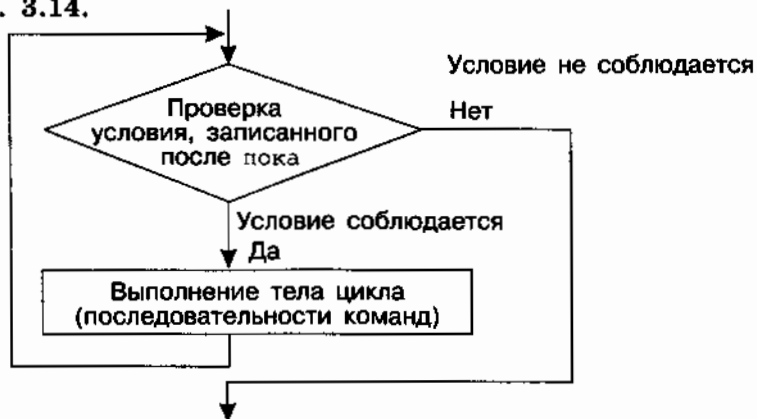 . 3.14.
Условие не соблюдается
Нет
Проверка
условия, записанного
после пока
Условие соблюдается
Да
Выполнение тела цикла
(последовательности команд)